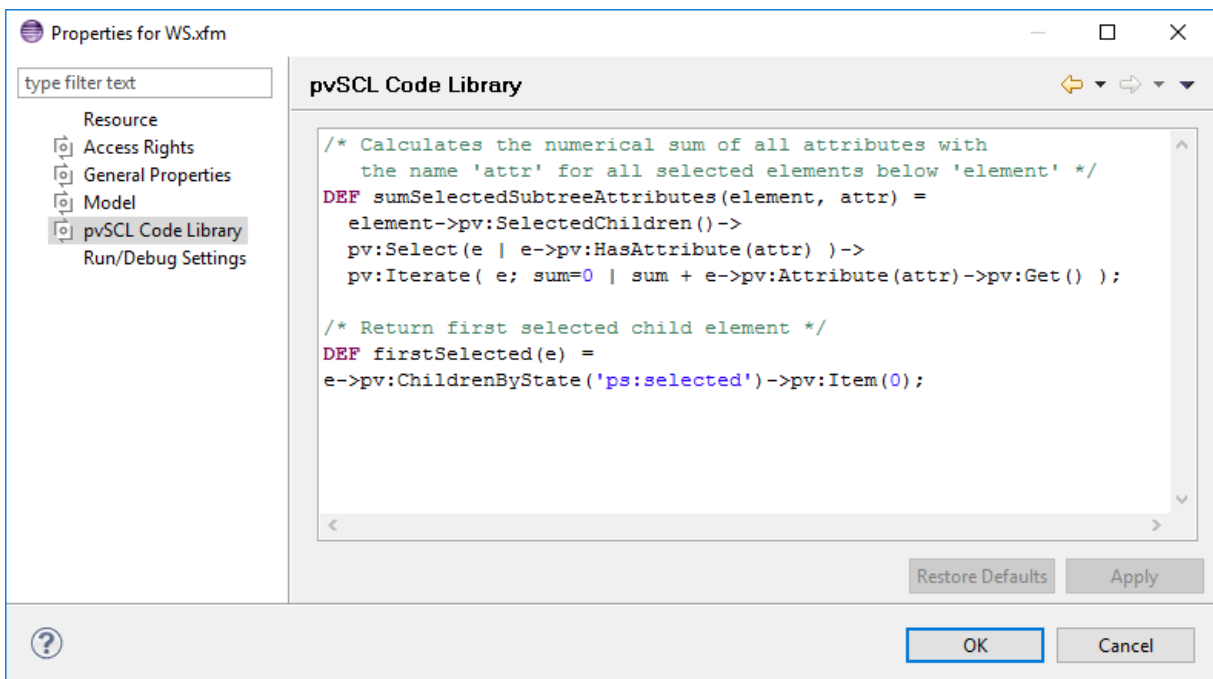 Properties for WS.xfm
type filter text
Resource
Access Rights
General Properties
Model
pvSCL Code Library
Run/Debug Settings
pvSCL Code Library
/* Calculates the numerical sum of all attributes with
   the name 'attr' for all selected elements below 'element' */
DEF sumSelectedSubtreeAttributes(element, attr) =
  element->pv:SelectedChildren()->
  pv:Select(e | e->pv:HasAttribute(attr) )->
  pv:Iterate( e; sum=0 | sum + e->pv:Attribute(attr)->pv:Get() );
/* Return first selected child element */
DEF firstSelected(e) =
e->pv:ChildrenByState('ps:selected')->pv:Item(0);
Restore Defaults
Apply
OK
Cancel